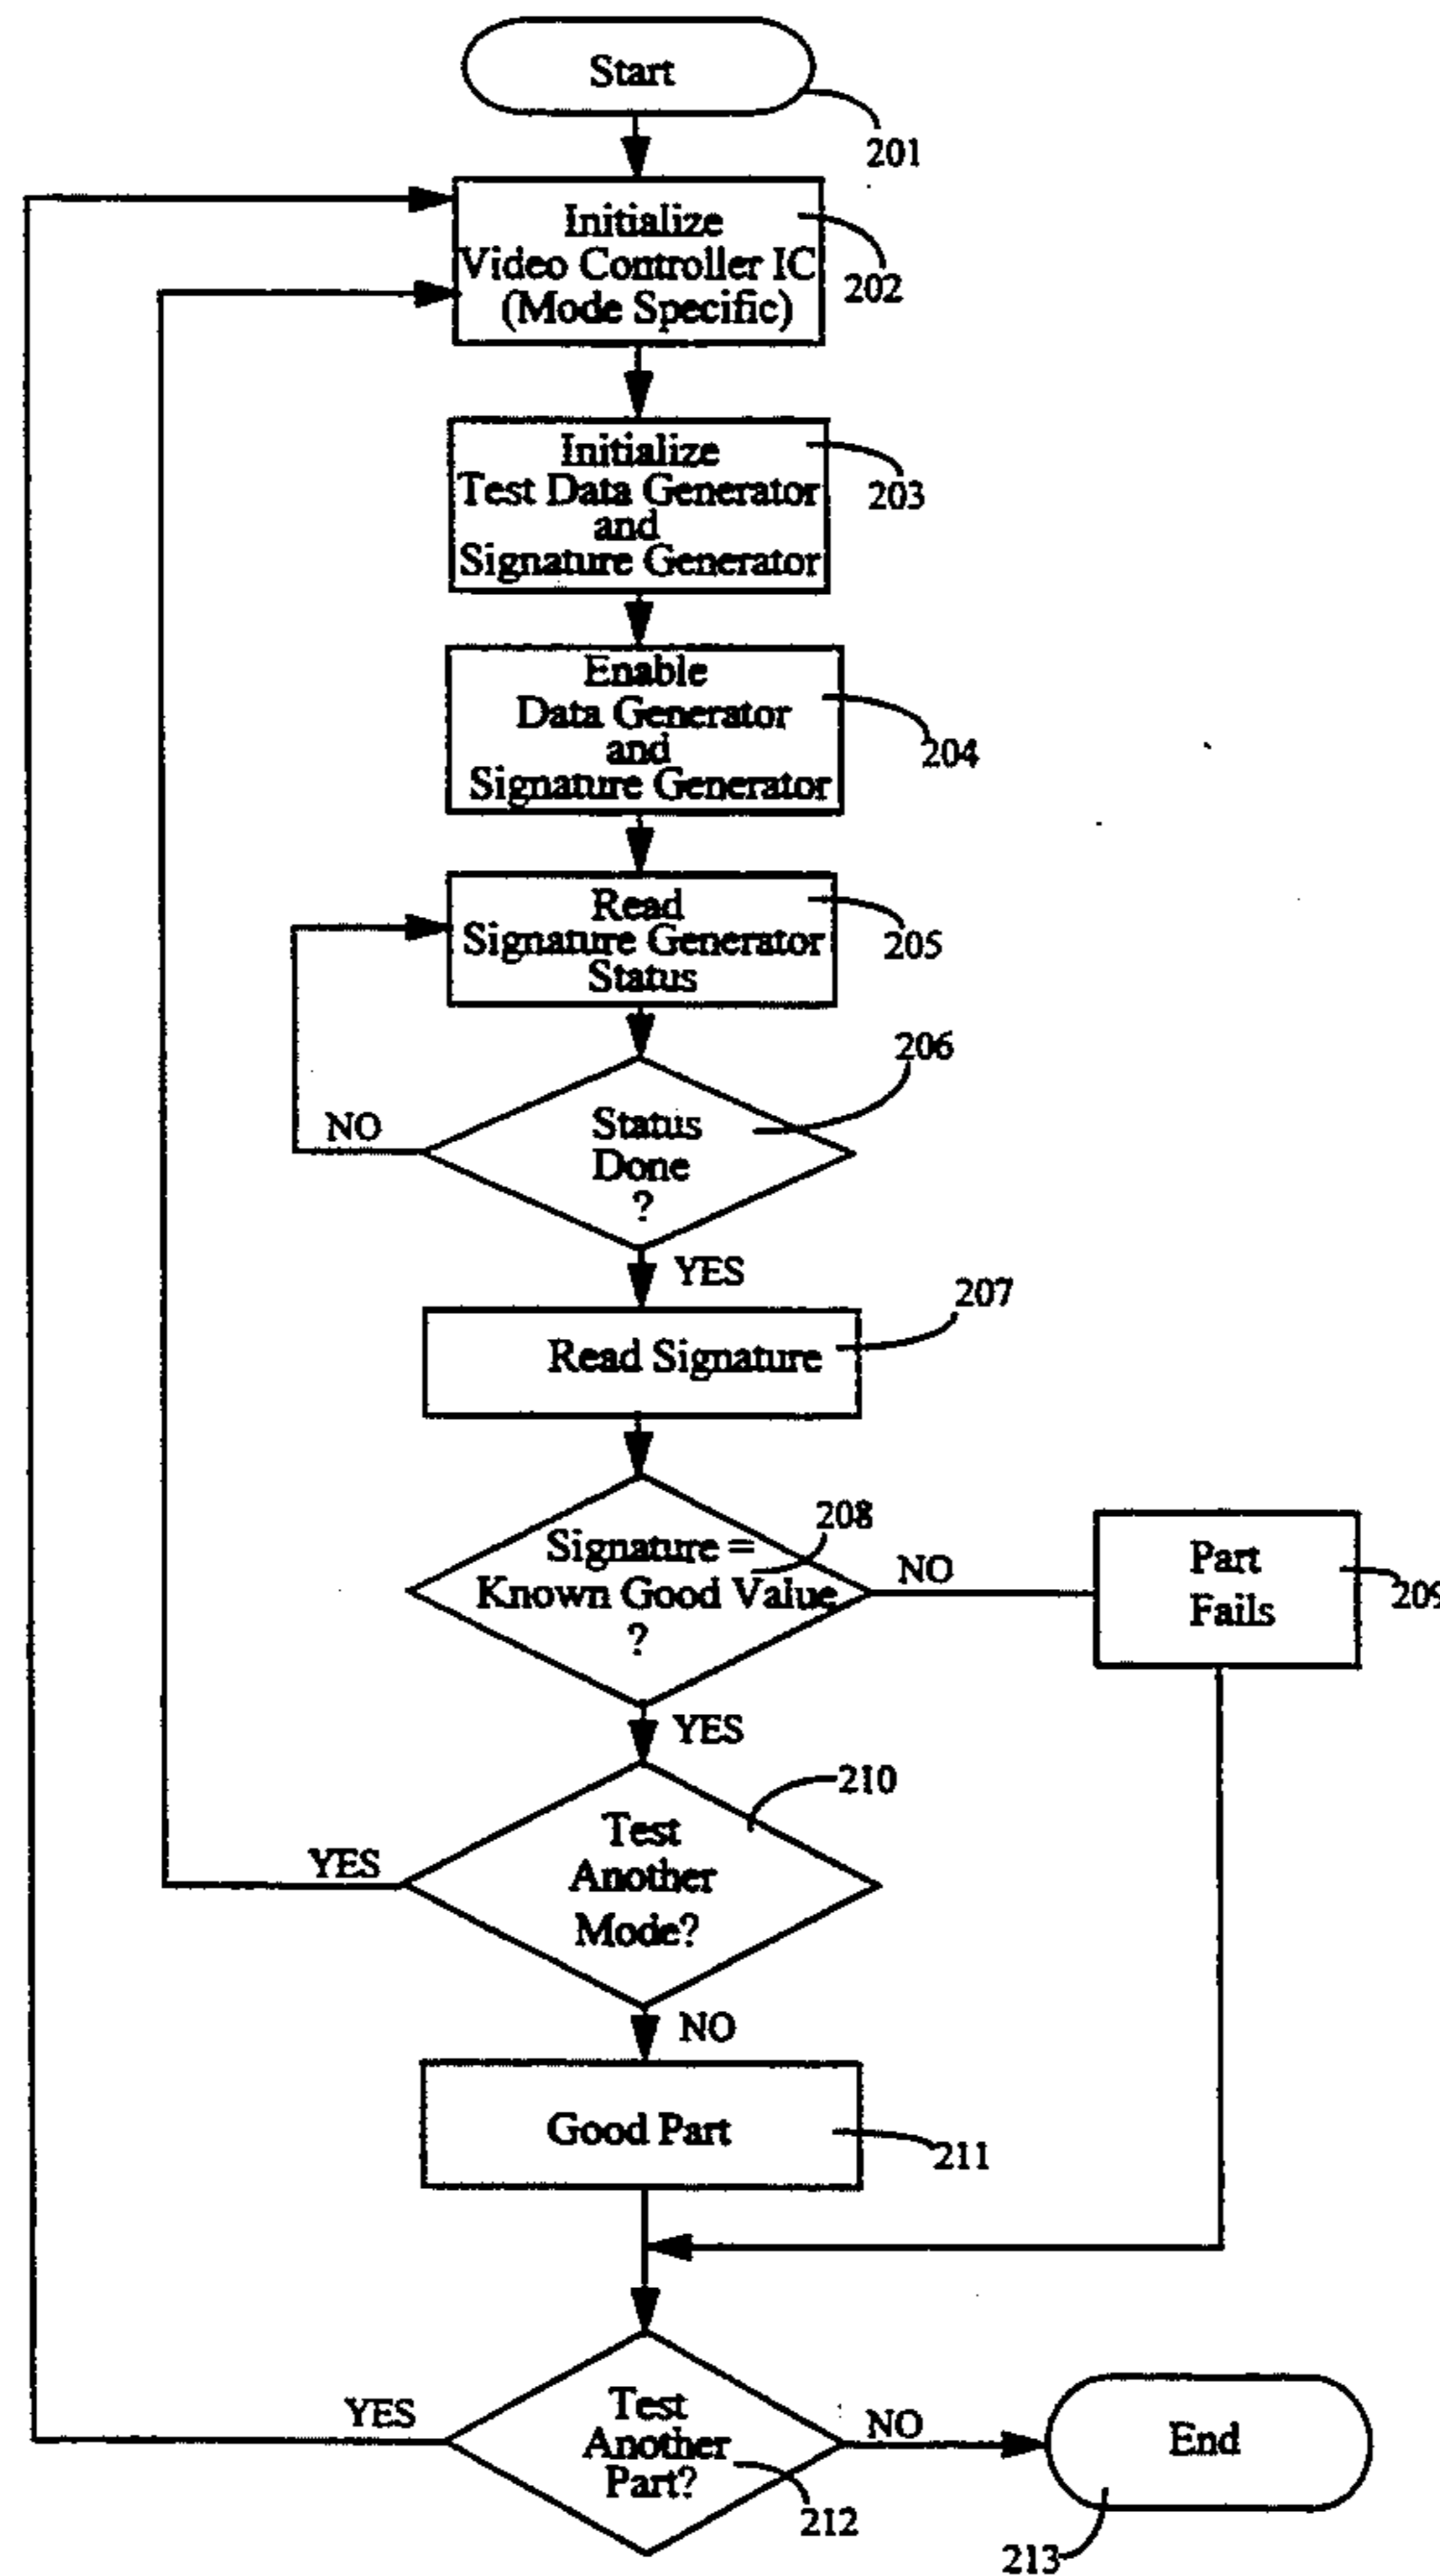 Start
201
Initialize
Video Controller IC
(Mode Specific)
202
Initialize
Test Data Generator
and
Signature Generator
203
Enable
Data Generator
and
Signature Generator
204
Read
Signature Generator
Status
205
206
Status
Done
?
NO
YES
207
Read Signature
208
Signature =
Known Good Value
?
NO
Part
Fails
209
YES
210
Test
Another
Mode?
YES
NO
Good Part
211
Test
Another
Part?
YES
NO
212
End
213